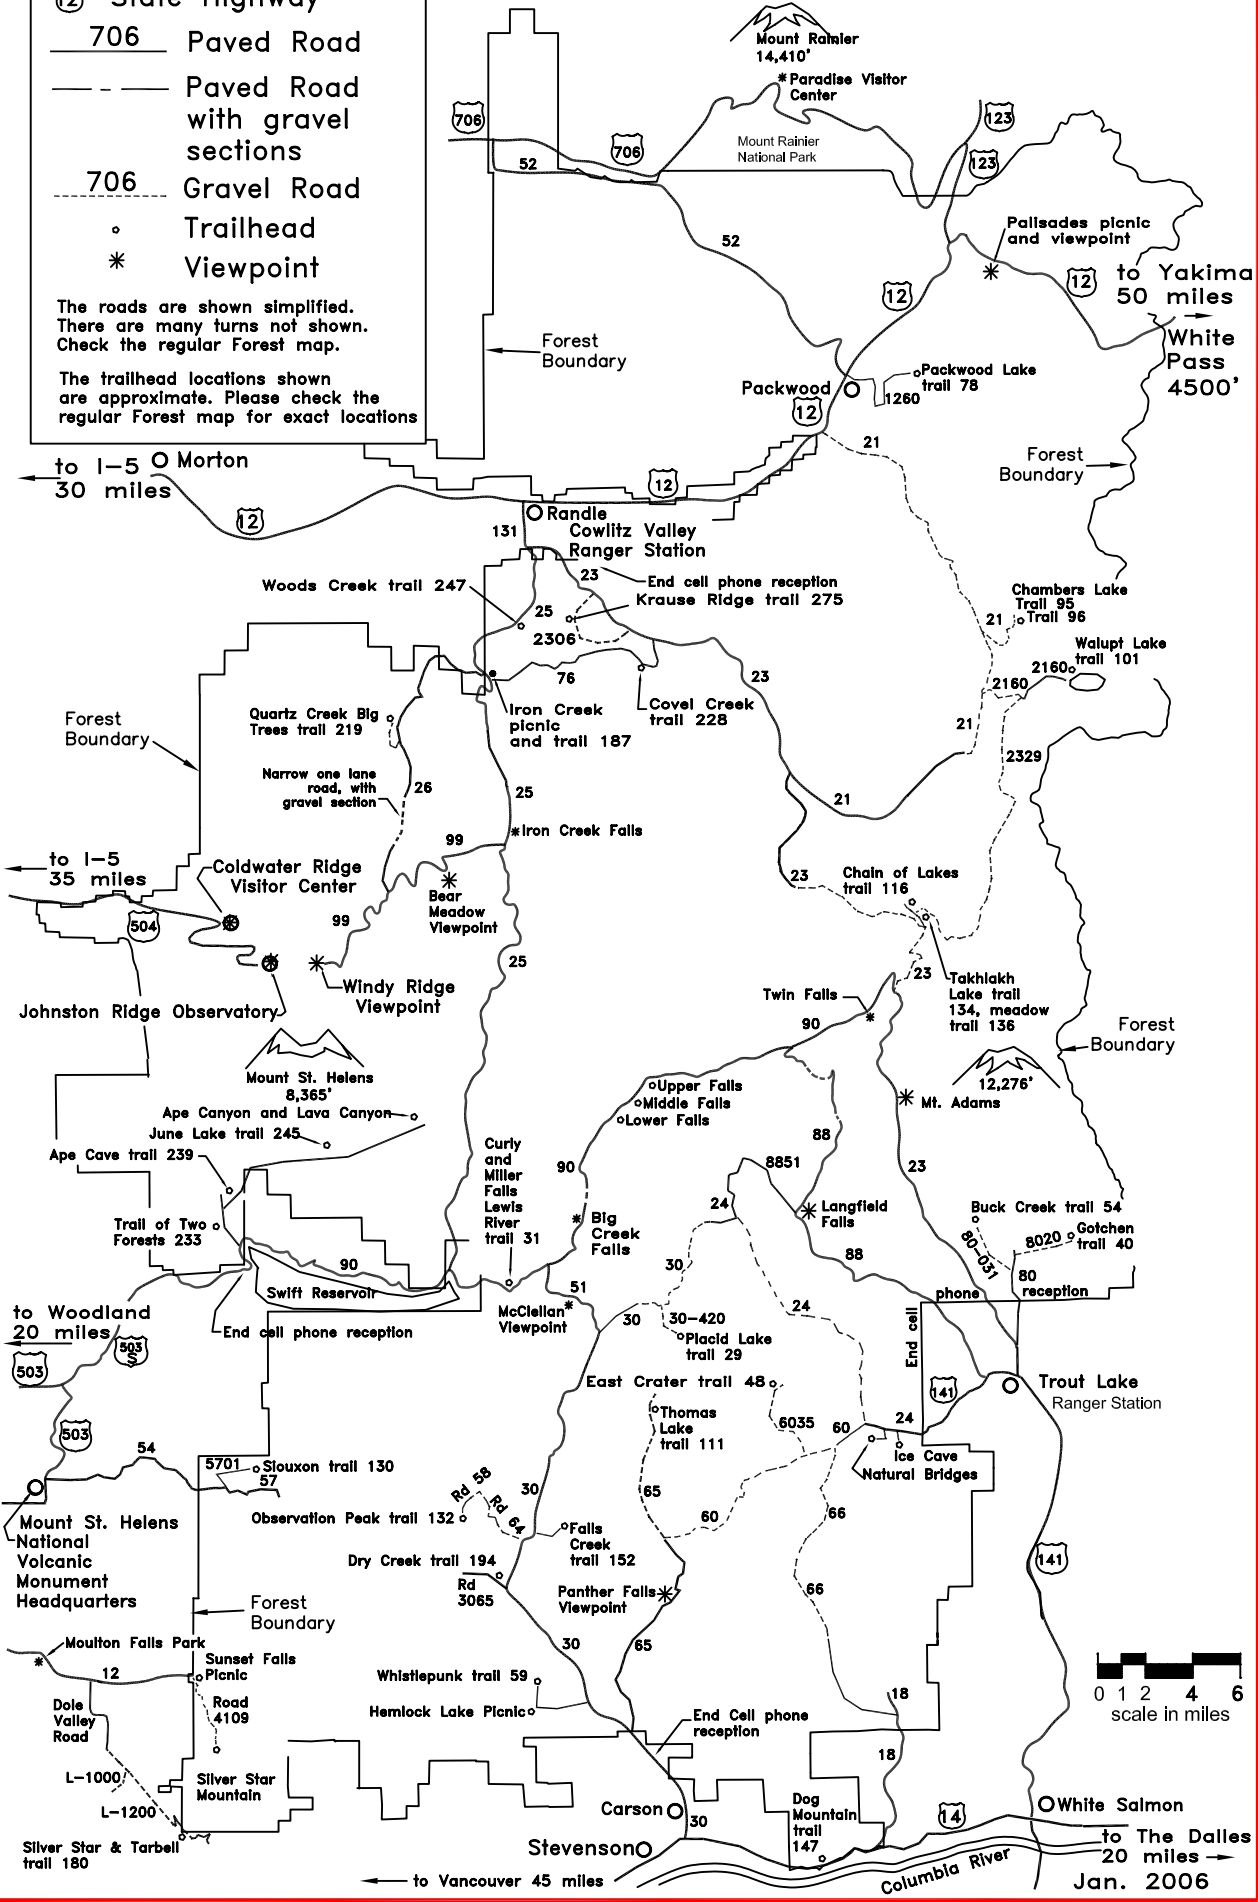 12 State Highway
706 Paved Road
Paved Road
with gravel
sections
706 Gravel Road
Trailhead
Viewpoint
The roads are shown simplified.
There are many turns not shown.
Check the regular Forest map.
The trailhead locations shown
are approximate. Please check the
regular Forest map for exact locations
Mount Rainier
14,410'
Paradise Visitor
Center
706
706
123
123
Mount Rainier
National Park
52
52
Palisades picnic
and viewpoint
12
12
to Yakima
50 miles
White
Pass
4500'
Forest
Boundary
Packwood
Packwood Lake
trail 78
1260
12
21
Forest
Boundary
to I-5
30 miles
Morton
12
12
Randle
131
Cowlitz Valley
Ranger Station
23
End cell phone reception
Woods Creek trail 247
Krause Ridge trail 275
25
2306
Chambers Lake
Trail 95
Trail 96
21
Walupt Lake
trail 101
2160
2160
76
23
Covel Creek
trail 228
Iron Creek
picnic
and trail 187
Quartz Creek Big
Trees trail 219
Forest
Boundary
21
2329
Narrow one lane
road, with
gravel section
26
25
21
Iron Creek Falls
99
to I-5
35 miles
Coldwater Ridge
Visitor Center
Bear
Meadow
Viewpoint
23
Chain of Lakes
trail 116
504
99
25
23
Takhlakh
Lake trail
134, meadow
trail 136
Windy Ridge
Viewpoint
Johnston Ridge Observatory
Twin Falls
90
Forest
Boundary
Mount St. Helens
8,365'
12,276'
Mt. Adams
Upper Falls
Middle Falls
Lower Falls
Ape Canyon and Lava Canyon
June Lake trail 245
Ape Cave trail 239
Curly
and
Miller
Falls
Lewis
River
trail 31
88
90
8851
23
24
Trail of Two
Forests 233
Big
Creek
Falls
Langfield
Falls
Buck Creek trail 54
Gotchen
trail 40
8020
80-031
88
90
30
80
reception
phone
Swift Reservoir
51
24
to Woodland
20 miles
McClellan
Viewpoint
30
30-420
End cell phone reception
Placid Lake
trail 29
End cell
503
S
503
East Crater trail 48
141
Trout Lake
Ranger Station
503
Thomas
Lake
trail 111
6035
60
24
Ice Cave
Natural Bridges
54
5701
Siouxon trail 130
57
Rd 58
30
Rd 64
65
60
66
Observation Peak trail 132
Mount St. Helens
National
Volcanic
Monument
Headquarters
Falls
Creek
trail 152
Dry Creek trail 194
Rd
3065
141
Panther Falls
Viewpoint
66
Forest
Boundary
30
65
Moulton Falls Park
Sunset Falls
Picnic
12
Whistlepunk trail 59
Dole
Valley
Road
Road
4109
Hemlock Lake Picnic
18
0 1 2 4 6
scale in miles
End Cell phone
reception
18
L-1000
Silver Star
Mountain
L-1200
Carson
30
Dog
Mountain
trail
147
14
White Salmon
Silver Star & Tarbell
trail 180
Stevenson
to The Dalles
20 miles
Columbia River
to Vancouver 45 miles
Jan. 2006